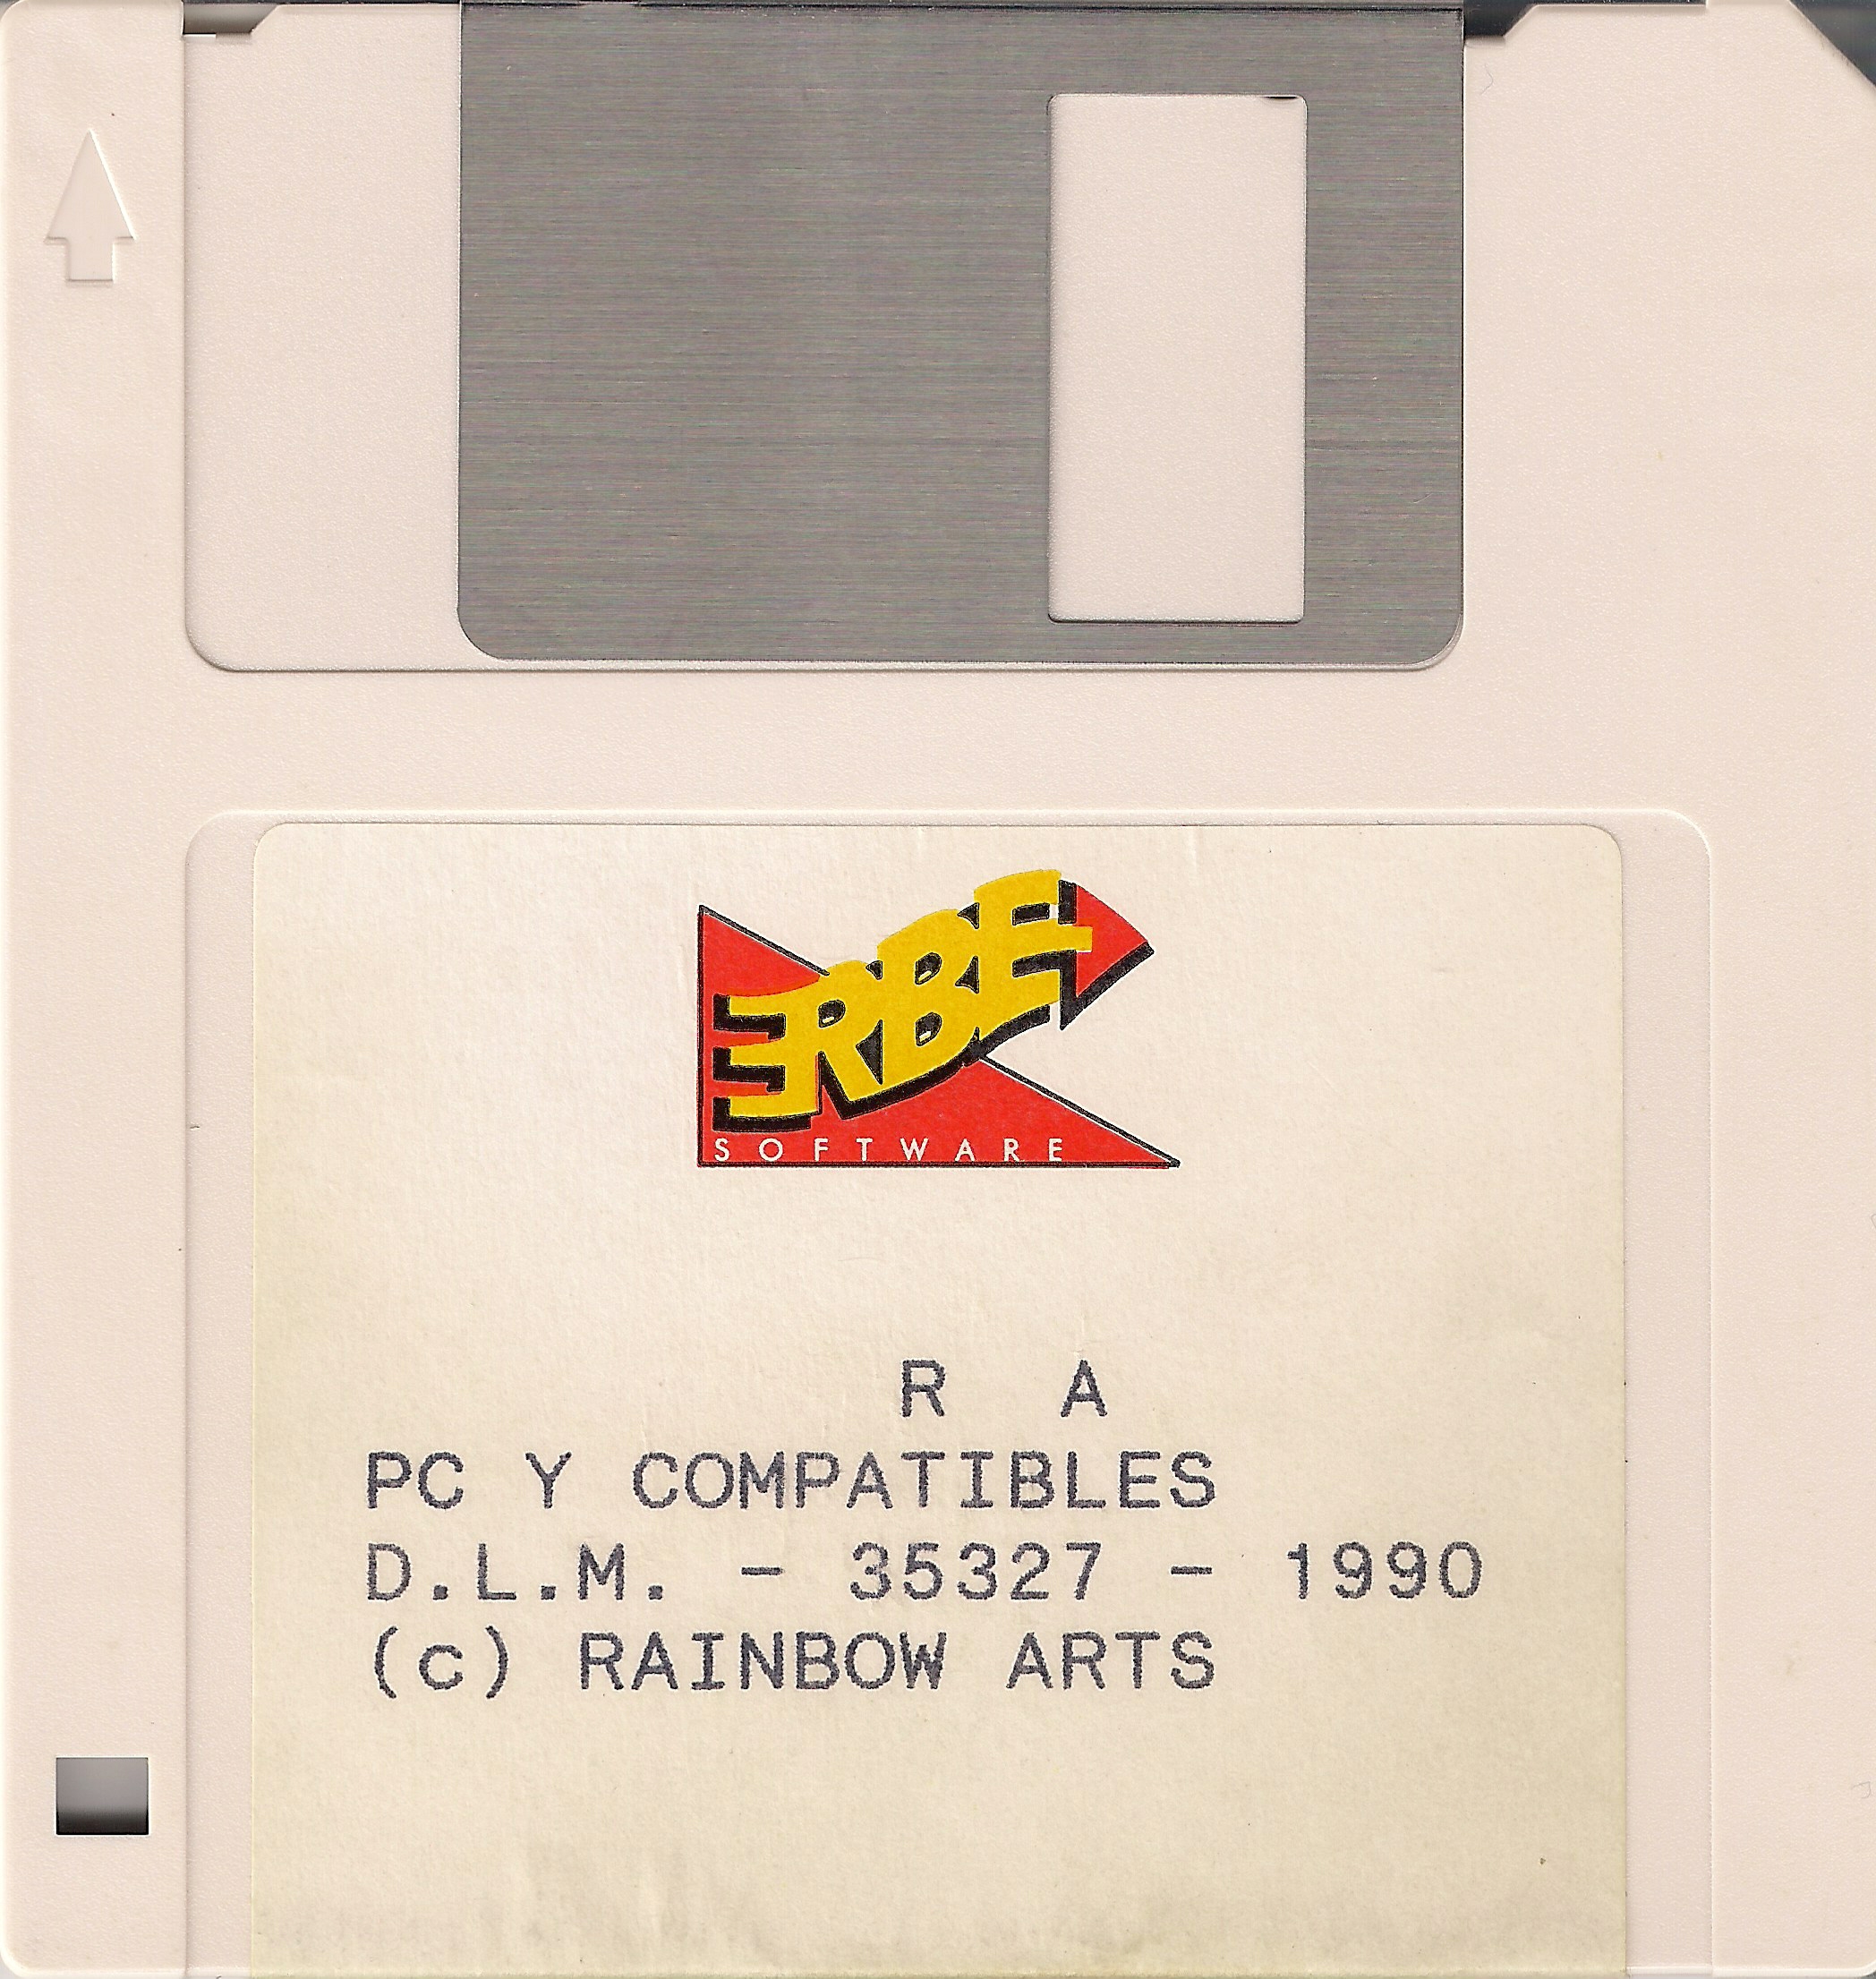 ERBE
SOFTWARE
R A
PC Y COMPATIBLES
D.L.M. - 35327 - 1990
(c) RAINBOW ARTS